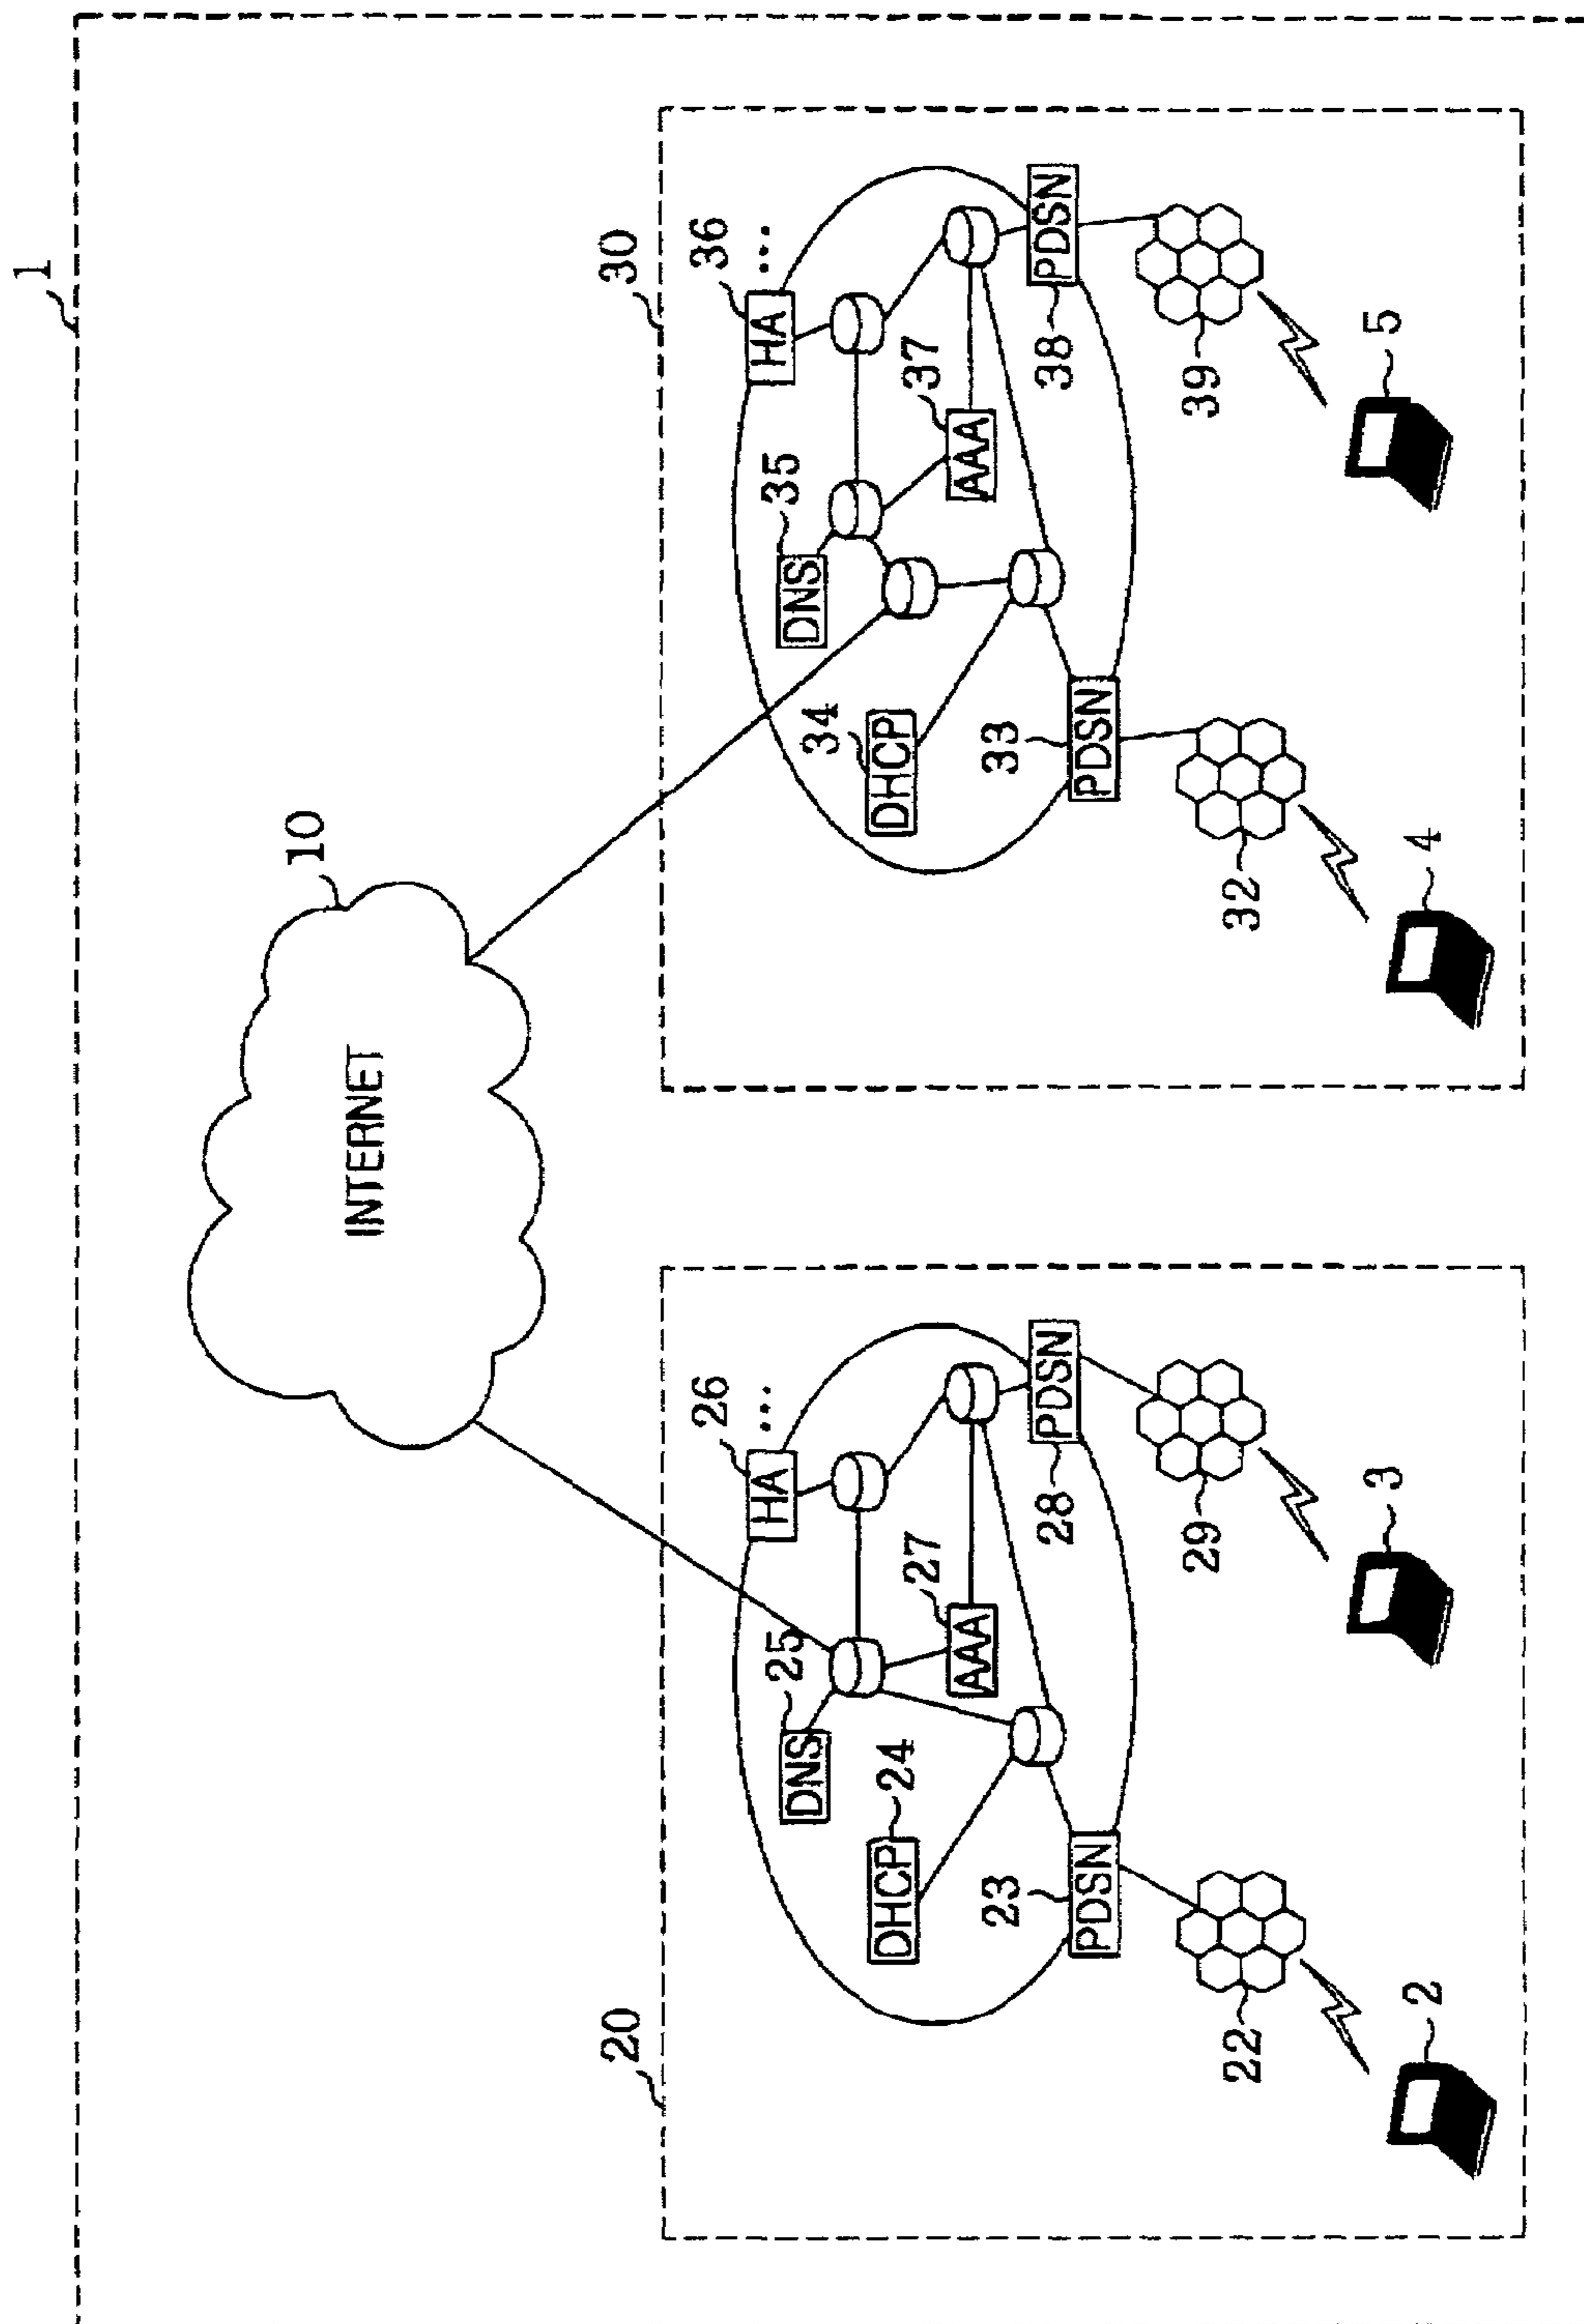 1
10
INTERNET
20
26
HA ...
25
DNS
27
AAA
24
DHCP
23
PDSN
28
PDSN
22
29
2
3
30
36
HA ...
35
DNS
37
AAA
34
DHCP
33
PDSN
38
PDSN
32
39
4
5